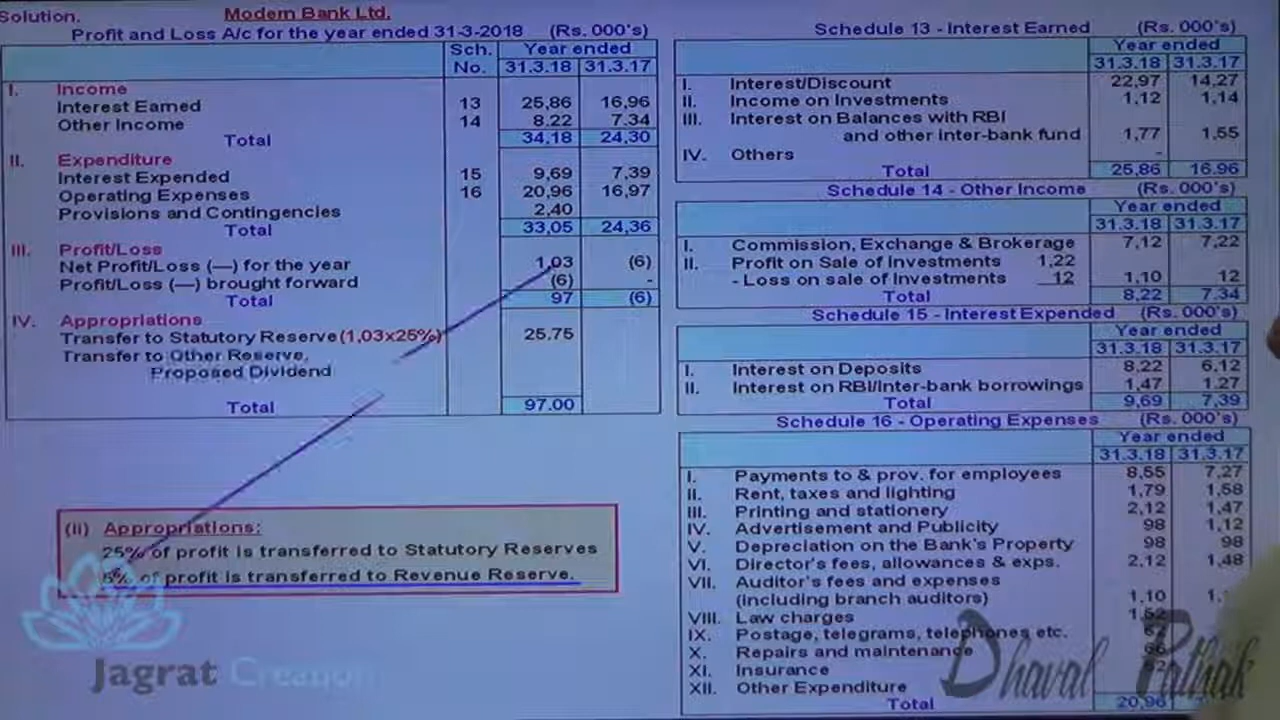 Solution.
Modern Bank Ltd.
Profit and Loss A/c for the year ended 31-3-2018 (Rs. 000's)
Sch. No. Year ended
31.3.18 31.3.17
I. Income
Interest Earned 13 25,86 16,96
Other Income 14 8.22 7.34
Total 34,18 24,30
II. Expenditure
Interest Expended 15 9,69 7,39
Operating Expenses 16 20,96 16,97
Provisions and Contingencies 2,40
Total 33,05 24,36
III. Profit/Loss
Net Profit/Loss (—) for the year 1,03 (6)
Profit/Loss (—) brought forward (6) -
Total 97 (6)
IV. Appropriations
Transfer to Statutory Reserve (1,03x25%) 25.75
Transfer to Other Reserve,
Proposed Dividend
Total 97.00
(ii) Appropriations:
25% of profit is transferred to Statutory Reserves
5% of profit is transferred to Revenue Reserve.
Jagrat Creation
Schedule 13 - Interest Earned (Rs. 000's)
Year ended
31.3.18 31.3.17
I. Interest/Discount 22,97 14,27
II. Income on Investments 1,12 1,14
III. Interest on Balances with RBI
and other Inter-bank fund 1,77 1,55
IV. Others -
Total 25,86 16.96
Schedule 14 - Other Income (Rs. 000's)
Year ended
31.3.18 31.3.17
I. Commission, Exchange & Brokerage 7,12 7,22
II. Profit on Sale of Investments 1,22
- Loss on sale of Investments 12 1,10 12
Total 8,22 7.34
Schedule 15 - Interest Expended (Rs. 000's)
Year ended
31.3.18 31.3.17
I. Interest on Deposits 8,22 6,12
II. Interest on RBI/Inter-bank borrowings 1,47 1.27
Total 9,69 7,39
Schedule 16 - Operating Expenses (Rs. 000's)
Year ended
31.3.18 31.3.17
I. Payments to & prov. for employees 8,55 7,27
II. Rent, taxes and lighting 1,79 1,58
III. Printing and stationery 2,12 1,47
IV. Advertisement and Publicity 98 1,12
V. Depreciation on the Bank's Property 98 98
VI. Director's fees, allowances & exps. 2,12 1,48
VII. Auditor's fees and expenses
(including branch auditors) 1,10
VIII. Law charges 1,52
IX. Postage, telegrams, telephones etc. 62
X. Repairs and maintenance 66
XI. Insurance
XII. Other Expenditure
Total 20,96
Dhaval Pathak